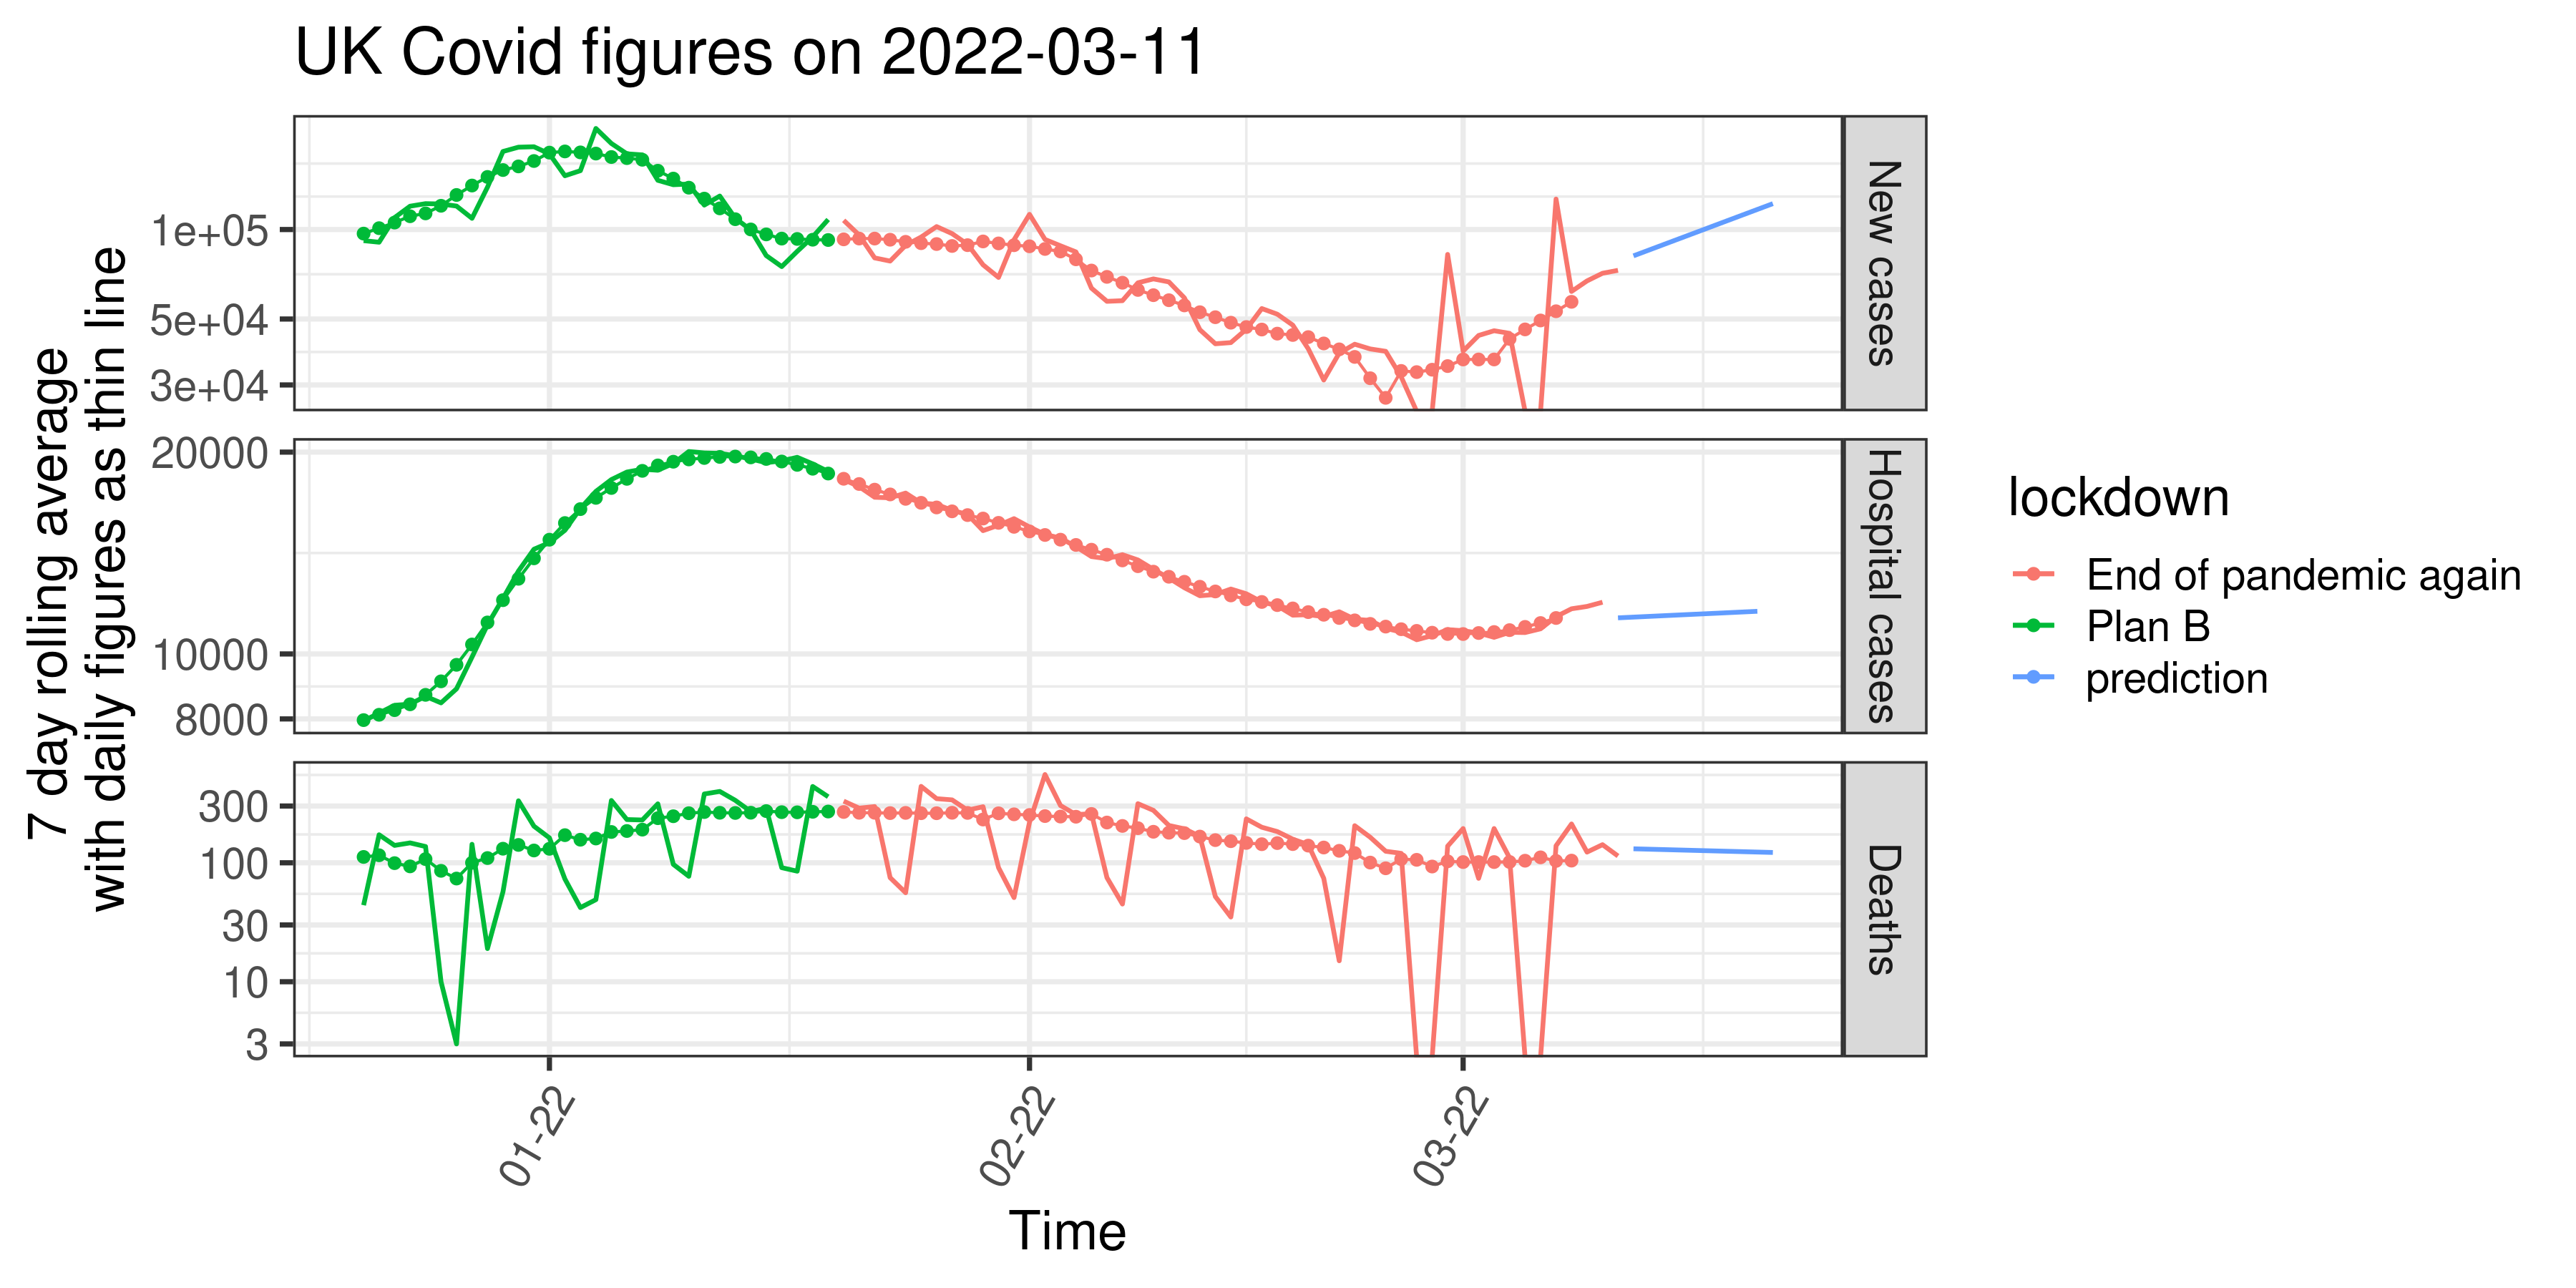 UK Covid figures on 2022-03-11
7 day rolling average
with daily figures as thin line
1e+05
5e+04
3e+04
New cases
20000
10000
8000
Hospital cases
300
100
30
10
3
Deaths
01-22
02-22
03-22
Time
lockdown
End of pandemic again
Plan B
prediction